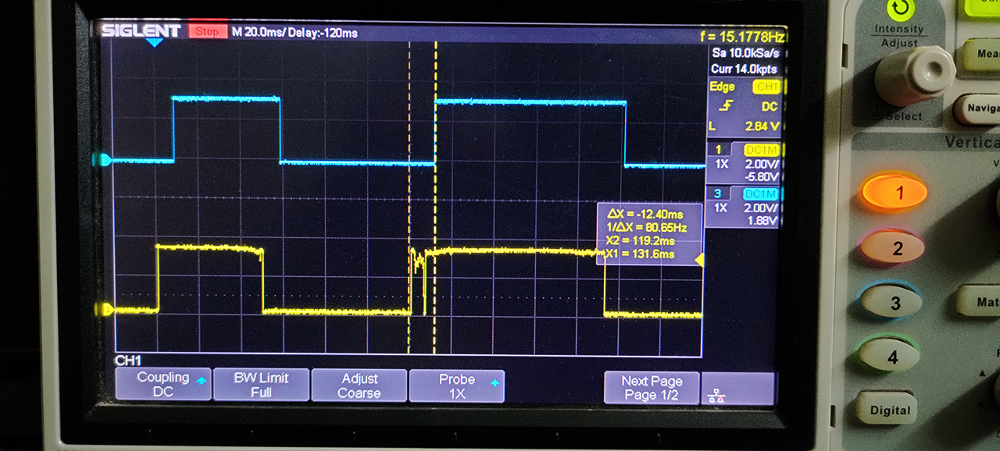 SIGLENT Stop M 20.0ms/ Delay:-120ms
f = 15.1778Hz
Sa 10.0kSa/s
Curr 14.0kpts
Edge CH1
DC
L 2.84 V
1 DC1M
1X 2.00V/
-5.80V
3 DC1M
1X 2.00V/
1.88V
ΔX = -12.40ms
1/ΔX = 80.65Hz
X2 = 119.2ms
X1 = 131.6ms
CH1
Coupling
DC
BW Limit
Full
Adjust
Coarse
Probe
1X
Next Page
Page 1/2
Intensity
Adjust
Select
Mea
Naviga
Vertica
1
2
3
Mat
4
Digital